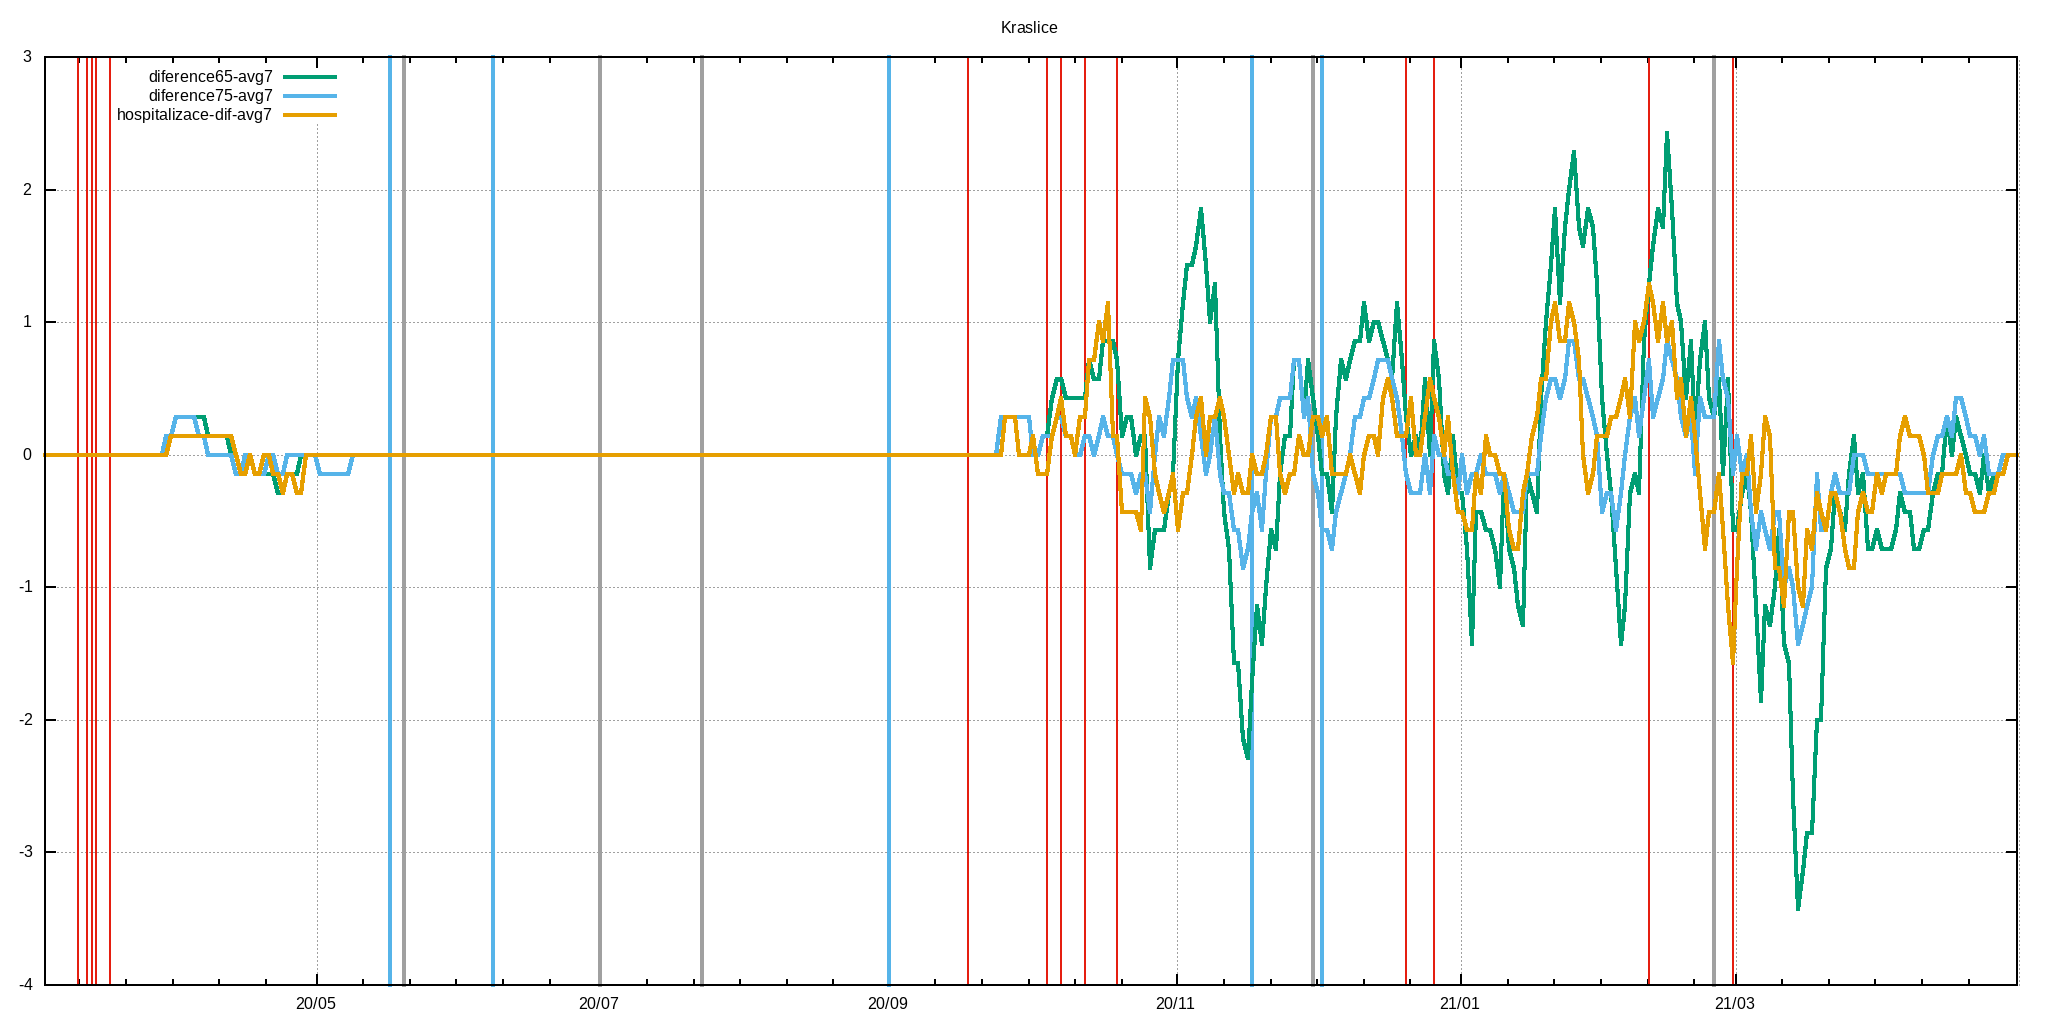 Kraslice
3
diference65-avg7
diference75-avg7
hospitalizace-dif-avg7
2
1
0
-1
-2
-3
-4
20/05 20/07 20/09 20/11 21/01 21/03